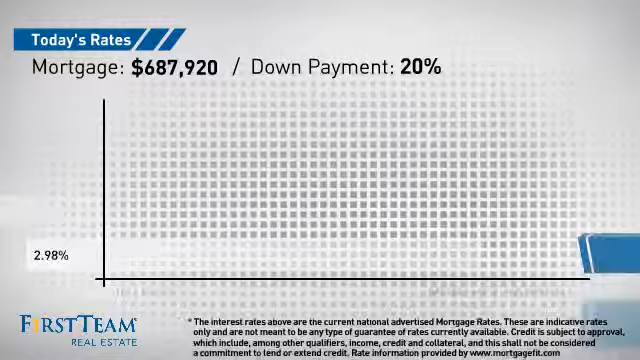 Today's Rates
Mortgage: $687,920 / Down Payment: 20%
2.98%
FIRSTTEAM®
REAL ESTATE
* The interest rates above are the current national advertised Mortgage Rates. These are indicative rates
only and are not meant to be any type of guarantee of rates currently available. Credit is subject to approval,
which include, among other qualifiers, income, credit and collateral, and this shall not be considered
a commitment to lend or extend credit. Rate information provided by www.mortgagefit.com